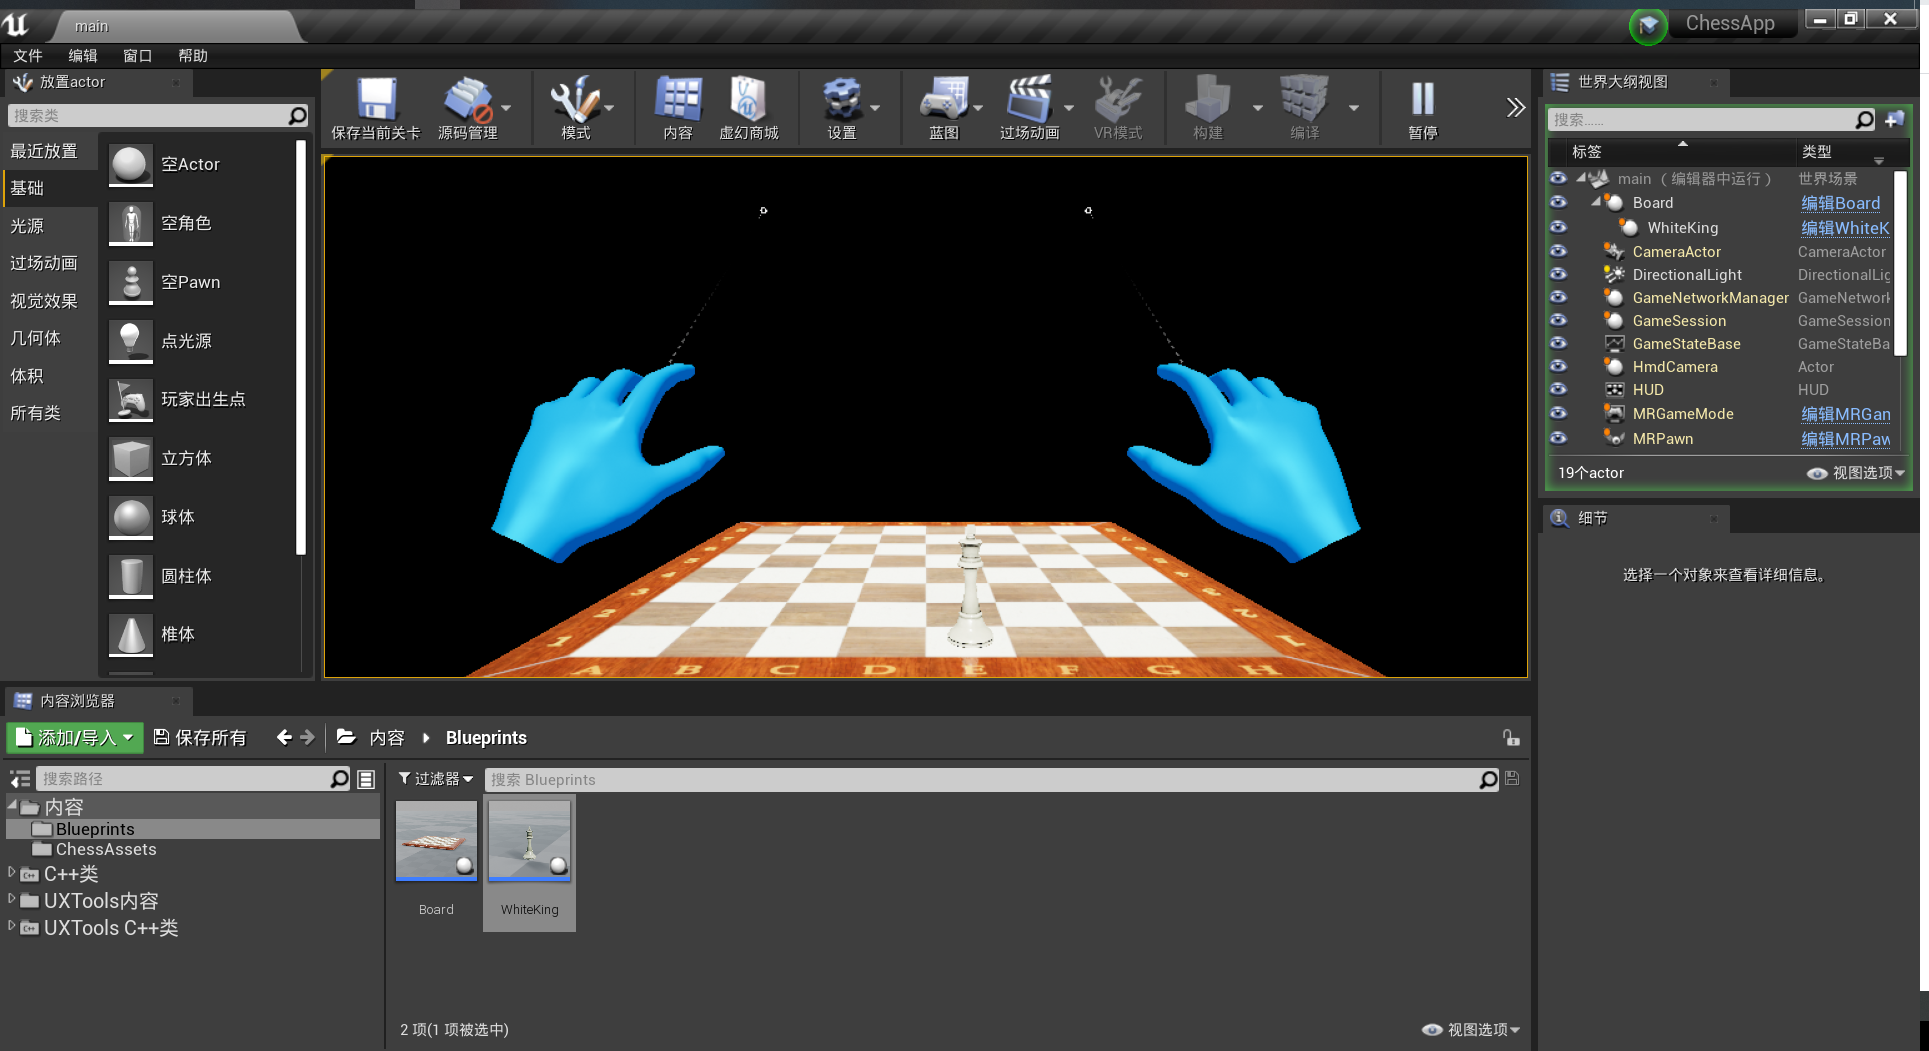 main
ChessApp
文件 编辑 窗口 帮助
放置actor
搜索类
最近放置
基础
光源
过场动画
视觉效果
几何体
体积
所有类
空Actor
空角色
空Pawn
点光源
玩家出生点
立方体
球体
圆柱体
椎体
保存当前关卡 源码管理 模式 内容 虚幻商城 设置 蓝图 过场动画 VR模式 构建 编译 暂停
A B C D E F G H
世界大纲视图
搜索……
标签 类型
main（编辑器中运行） 世界场景
Board 编辑Board
WhiteKing 编辑WhiteK
CameraActor CameraActor
DirectionalLight DirectionalLig
GameNetworkManager GameNetwork
GameSession GameSession
GameStateBase GameStateBa
HmdCamera Actor
HUD HUD
MRGameMode 编辑MRGan
MRPawn 编辑MRPaw
19个actor 视图选项
细节
选择一个对象来查看详细信息。
内容浏览器
添加/导入 保存所有 内容 Blueprints
搜索路径
内容
Blueprints
ChessAssets
C++类
UXTools内容
UXTools C++类
过滤器 搜索 Blueprints
Board WhiteKing
2 项(1 项被选中) 视图选项